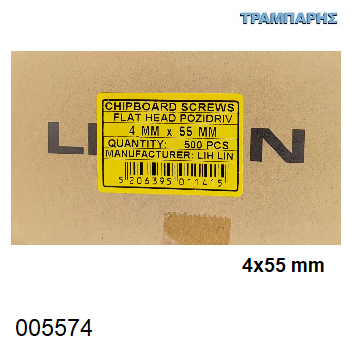 ΤΡΑΜΠΑΡΗΣ
CHIPBOARD SCREWS
FLAT HEAD POZIDRIV
4 MM x 55 MM
QUANTITY: 500 PCS
MANUFACTURER: LIH LIN
5 206395 011415
LI N
4x55 mm
005574